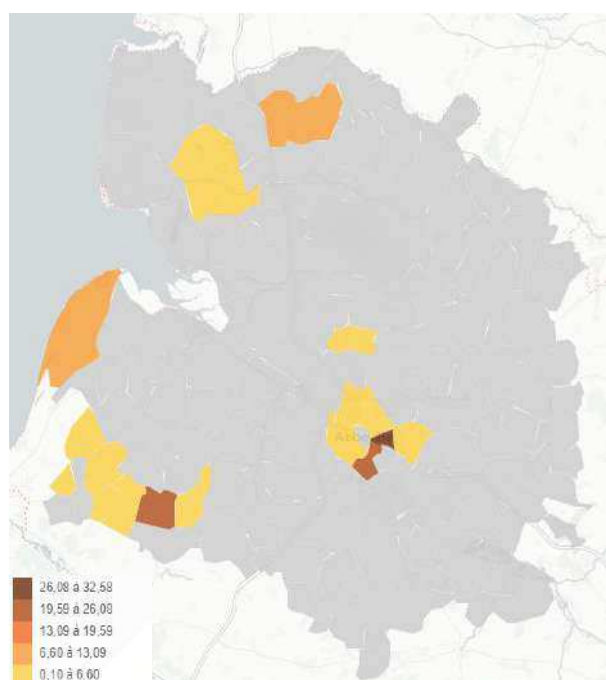 26,08 à 32,58
19,59 à 26,08
13,09 à 19,59
6,60 à 13,09
0,10 à 6,60